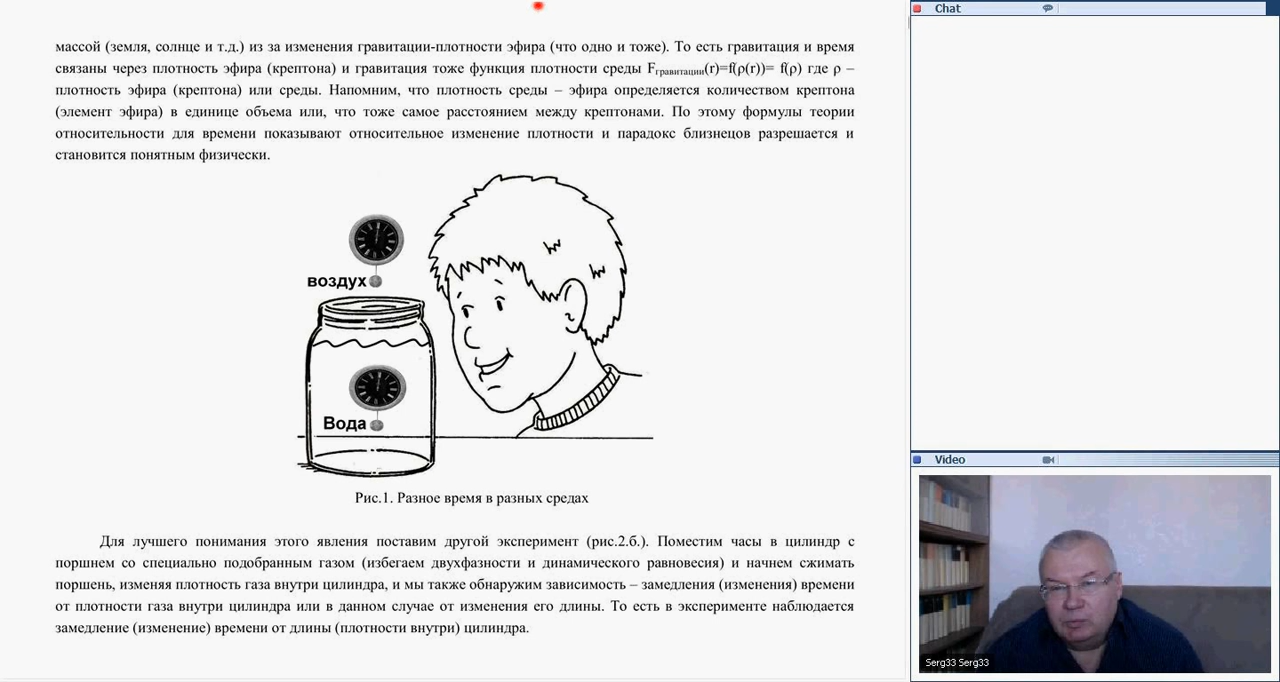 массой (земля, солнце и т.д.) из за изменения гравитации-плотности эфира (что одно и тоже). То есть гравитация и время
связаны через плотность эфира (крептона) и гравитация тоже функция плотности среды Fгравитации(r)=f(ρ(r))= f(ρ) где ρ –
плотность эфира (крептона) или среды. Напомним, что плотность среды – эфира определяется количеством крептона
(элемент эфира) в единице объема или, что тоже самое расстоянием между крептонами. По этому формулы теории
относительности для времени показывают относительное изменение плотности и парадокс близнецов разрешается и
становится понятным физически.
воздух
Вода
Рис.1. Разное время в разных средах
Для лучшего понимания этого явления поставим другой эксперимент (рис.2.б.). Поместим часы в цилиндр с
поршнем со специально подобранным газом (избегаем двухфазности и динамического равновесия) и начнем сжимать
поршень, изменяя плотность газа внутри цилиндра, и мы также обнаружим зависимость – замедления (изменения) времени
от плотности газа внутри цилиндра или в данном случае от изменения его длины. То есть в эксперименте наблюдается
замедление (изменение) времени от длины (плотности внутри) цилиндра.
Chat
Video
Serg33 Serg33